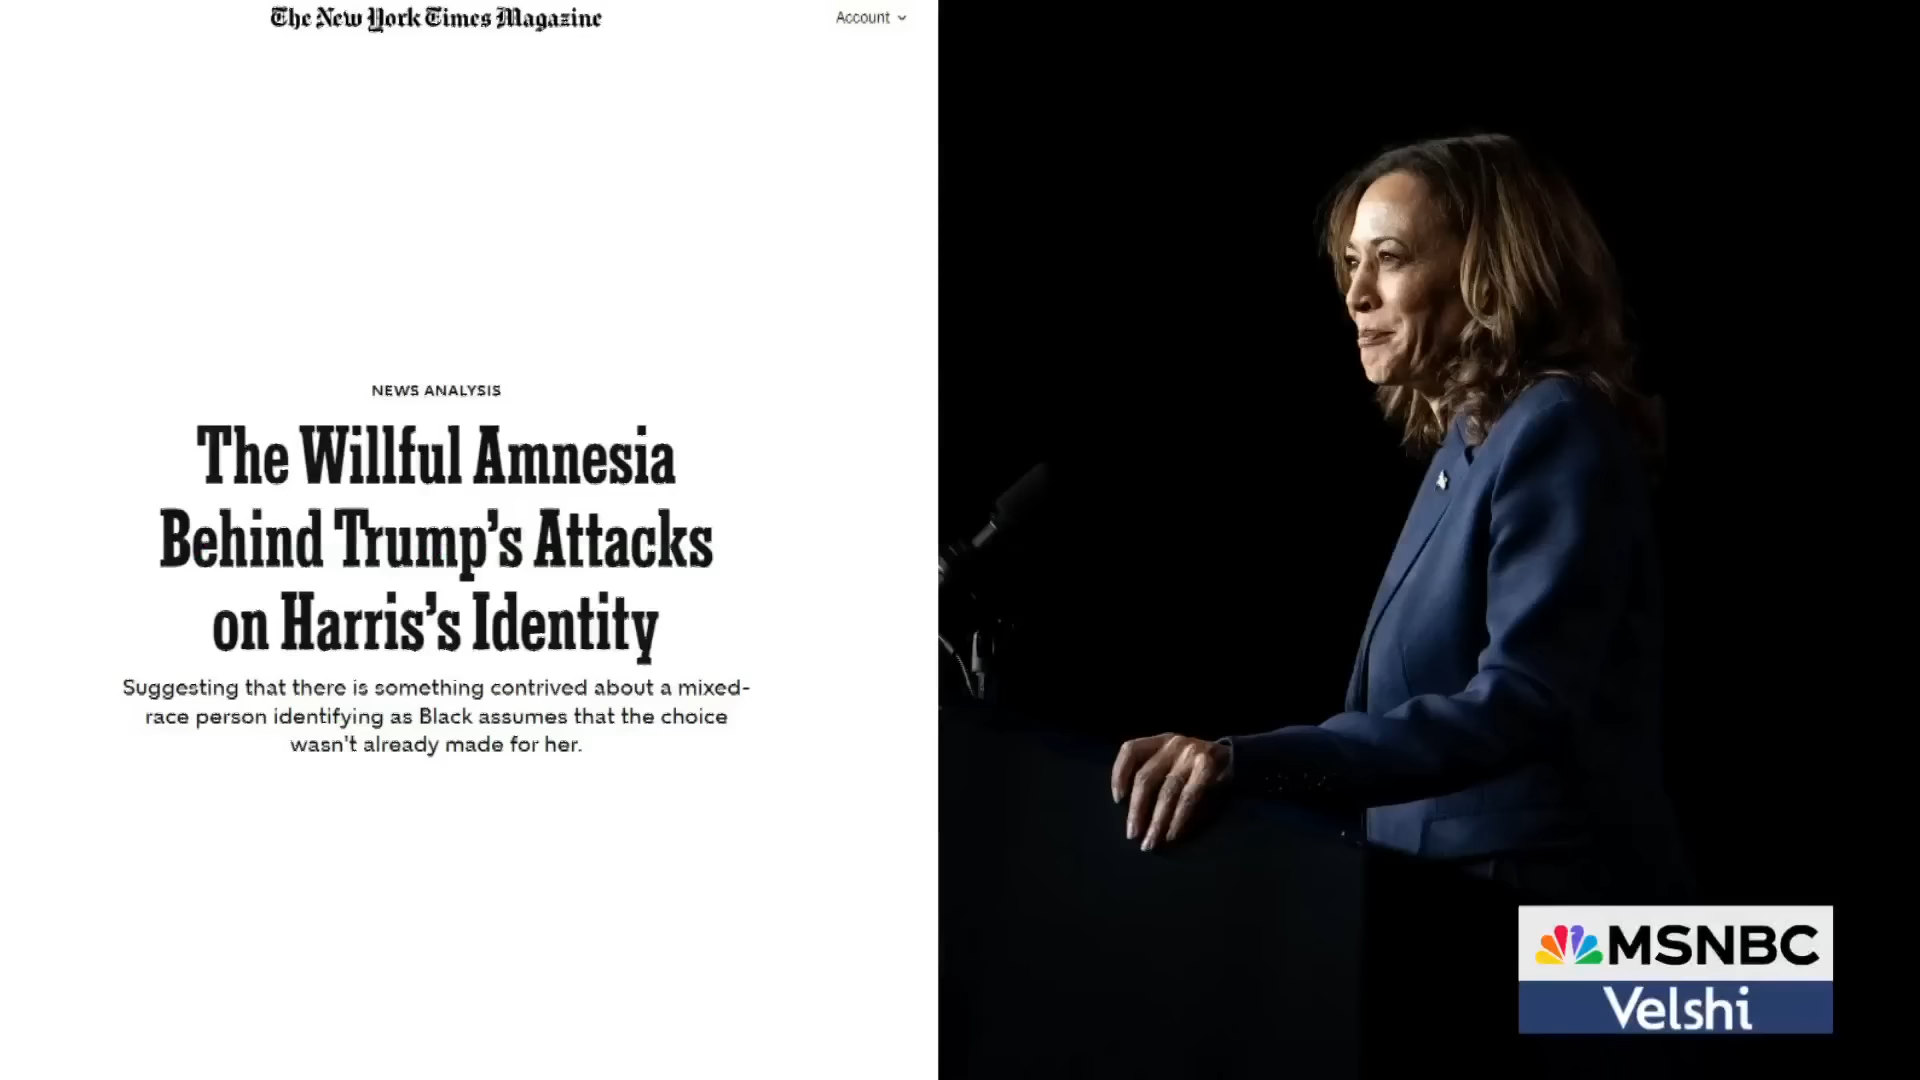 The New York Times Magazine
Account
NEWS ANALYSIS
The Willful Amnesia
Behind Trump's Attacks
on Harris's Identity
Suggesting that there is something contrived about a mixed-
race person identifying as Black assumes that the choice
wasn't already made for her.
MSNBC
Velshi